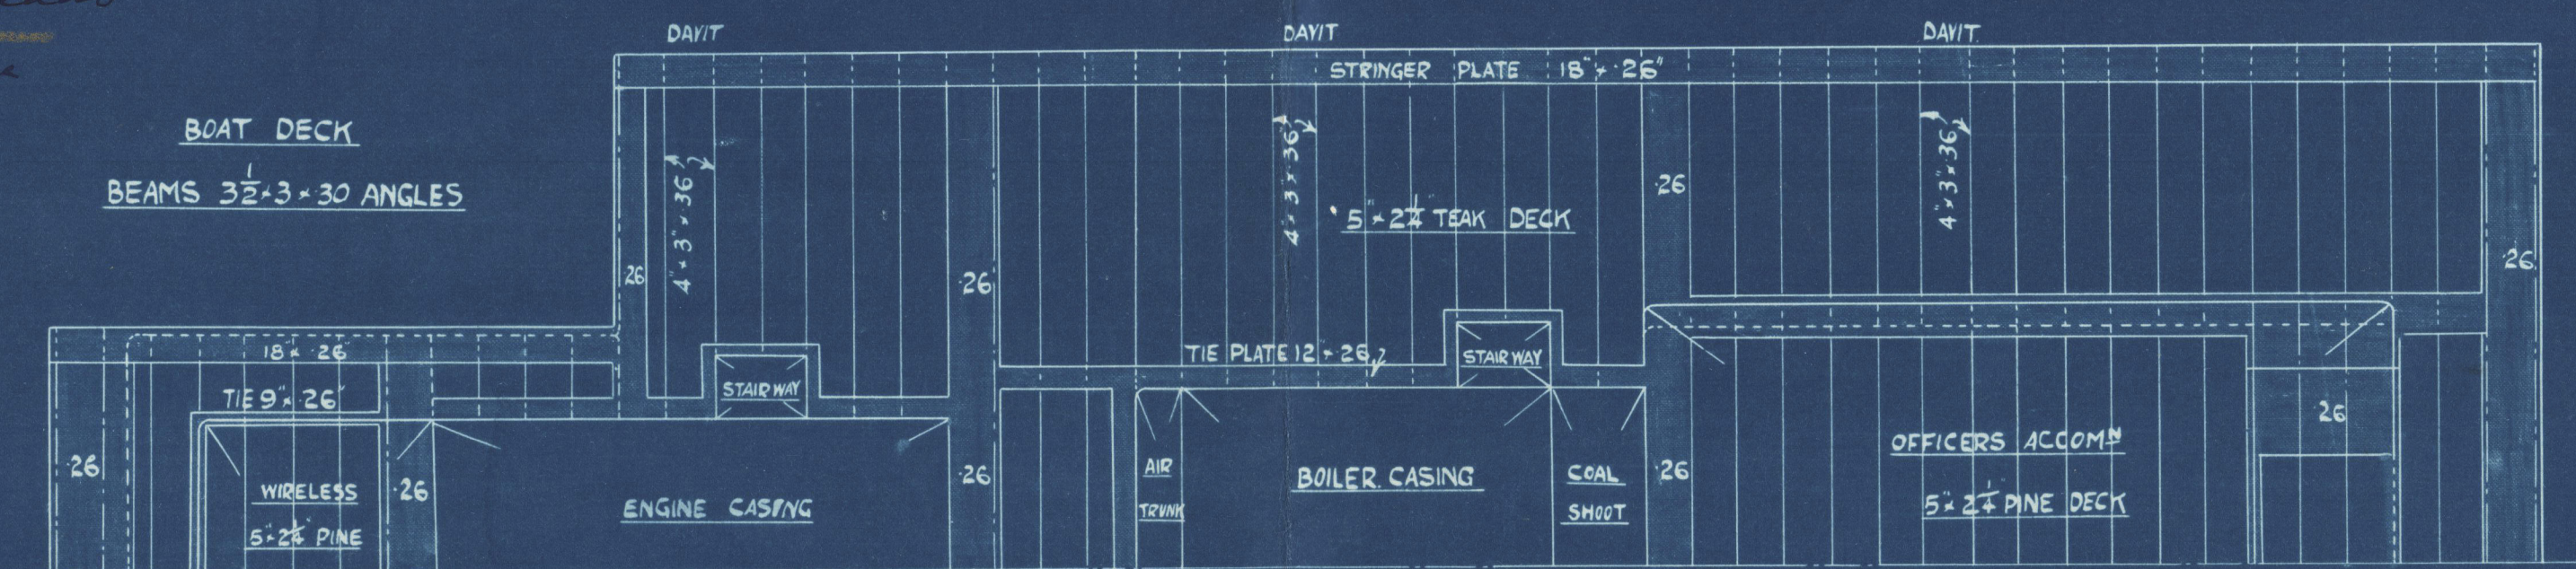 DAVIT
DAVIT
DAVIT
STRINGER PLATE 18" × ·26"
BOAT DECK
BEAMS 3½ × 3 × ·30 ANGLES
4" × 3" × ·36
4" × 3" × ·36
4" × 3" × ·36
·26
5" × 2¼" TEAK DECK
·26
·26
·26
18" × ·26"
TIE PLATE 12" × ·26
STAIRWAY
STAIRWAY
TIE 9" × ·26"
·26
·26
WIRELESS
5" × 2¼" PINE
·26
ENGINE CASING
·26
AIR
TRUNK
BOILER CASING
COAL
SHOOT
·26
OFFICERS ACCOMN
5" × 2¼" PINE DECK
·26